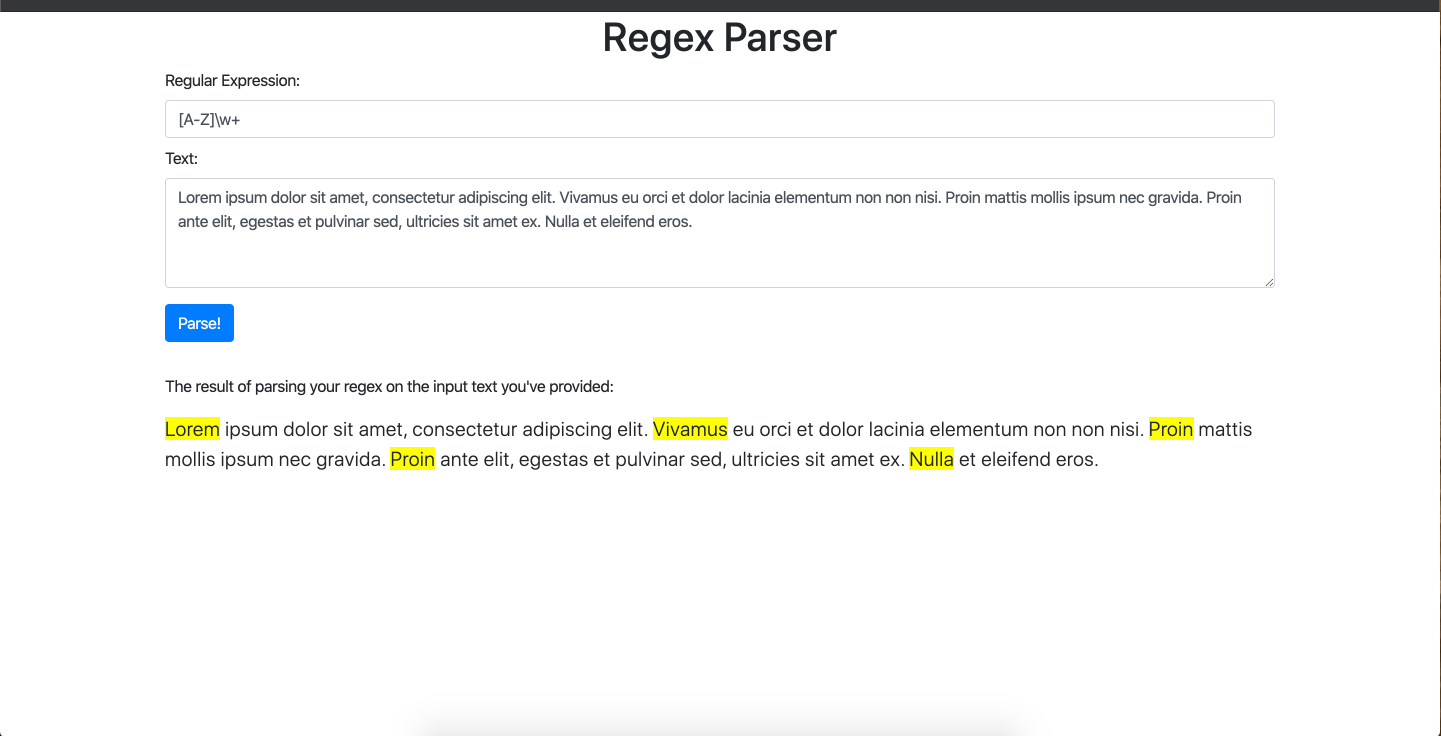 Regex Parser
Regular Expression:
[A-Z]\w+
Text:
Lorem ipsum dolor sit amet, consectetur adipiscing elit. Vivamus eu orci et dolor lacinia elementum non non nisi. Proin mattis mollis ipsum nec gravida. Proin
ante elit, egestas et pulvinar sed, ultricies sit amet ex. Nulla et eleifend eros.
Parse!
The result of parsing your regex on the input text you've provided:
Lorem ipsum dolor sit amet, consectetur adipiscing elit. Vivamus eu orci et dolor lacinia elementum non non nisi. Proin mattis
mollis ipsum nec gravida. Proin ante elit, egestas et pulvinar sed, ultricies sit amet ex. Nulla et eleifend eros.